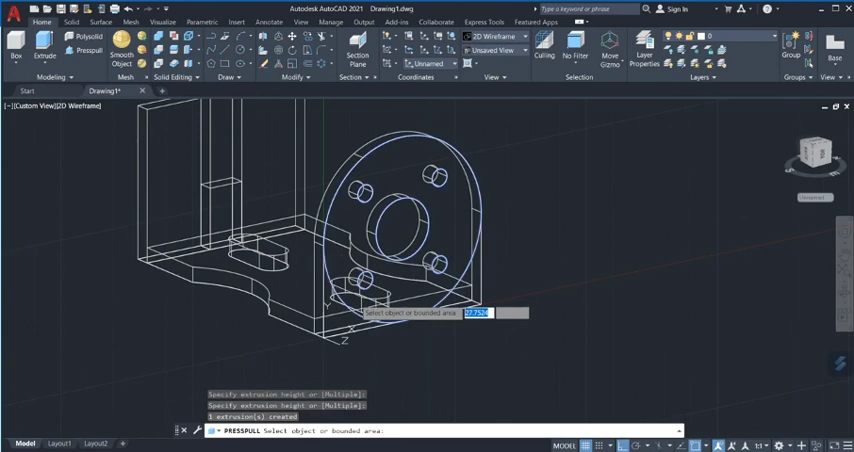 Autodesk AutoCAD 2021 Drawing1.dwg
Type a keyword or phrase
Sign In
Home Solid Surface Mesh Visualize Parametric Insert Annotate View Manage Output Add-ins Collaborate Express Tools Featured Apps
Polysolid
Presspull
Box
Extrude
Smooth
Object
Section
Plane
2D Wireframe
Unsaved View
Unnamed
Culling
No Filter
Move
Gizmo
Layer
Properties
0
Group
Base
Modeling
Mesh
Solid Editing
Draw
Modify
Section
Coordinates
View
Selection
Layers
Groups
View
Start
Drawing1*
[−][Custom View][2D Wireframe]
Unnamed
Y
X
Z
Select object or bounded area
27.7524
Specify extrusion height or [Multiple]:
Specify extrusion height or [Multiple]:
1 extrusion(s) created
PRESSPULL Select object or bounded area:
Model Layout1 Layout2
MODEL
1:1